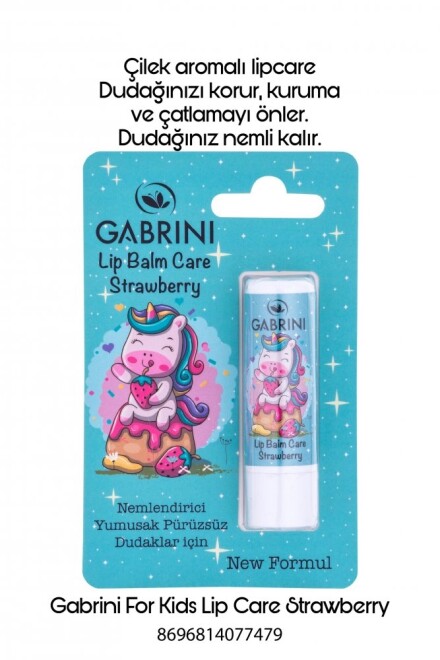 Çilek aromalı lipcare
Dudağınızı korur, kuruma
ve çatlamayı önler.
Dudağınız nemli kalır.
GABRINI
Lip Balm Care
Strawberry
GABRINI
Lip Balm Care
Strawberry
Nemlendirici
Yumusak Pürüzsüz
Dudaklar için
New Formul
Gabrini For Kids Lip Care Strawberry
8696814077479